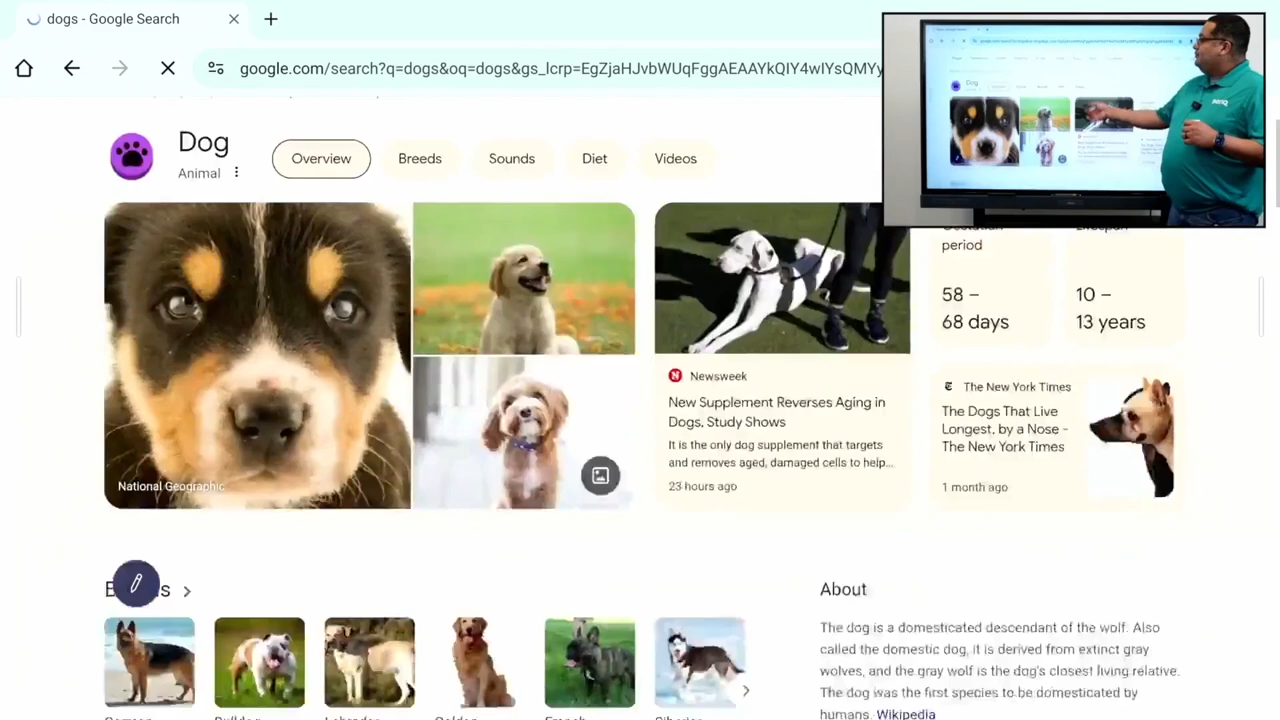 dogs - Google Search
google.com/search?q=dogs&oq=dogs&gs_lcrp=EgZjaHJvbWUqFggAEAAYkQIY4wIYsQMYy
Dog
Animal
Overview
Breeds
Sounds
Diet
Videos
National Geographic
Newsweek
New Supplement Reverses Aging in
Dogs, Study Shows
It is the only dog supplement that targets
and removes aged, damaged cells to help...
23 hours ago
period
58 –
68 days
10 –
13 years
The New York Times
The Dogs That Live
Longest, by a Nose -
The New York Times
1 month ago
About
The dog is a domesticated descendant of the wolf. Also
called the domestic dog, it is derived from extinct gray
wolves, and the gray wolf is the dog's closest living relative.
The dog was the first species to be domesticated by
humans. Wikipedia
BenQ